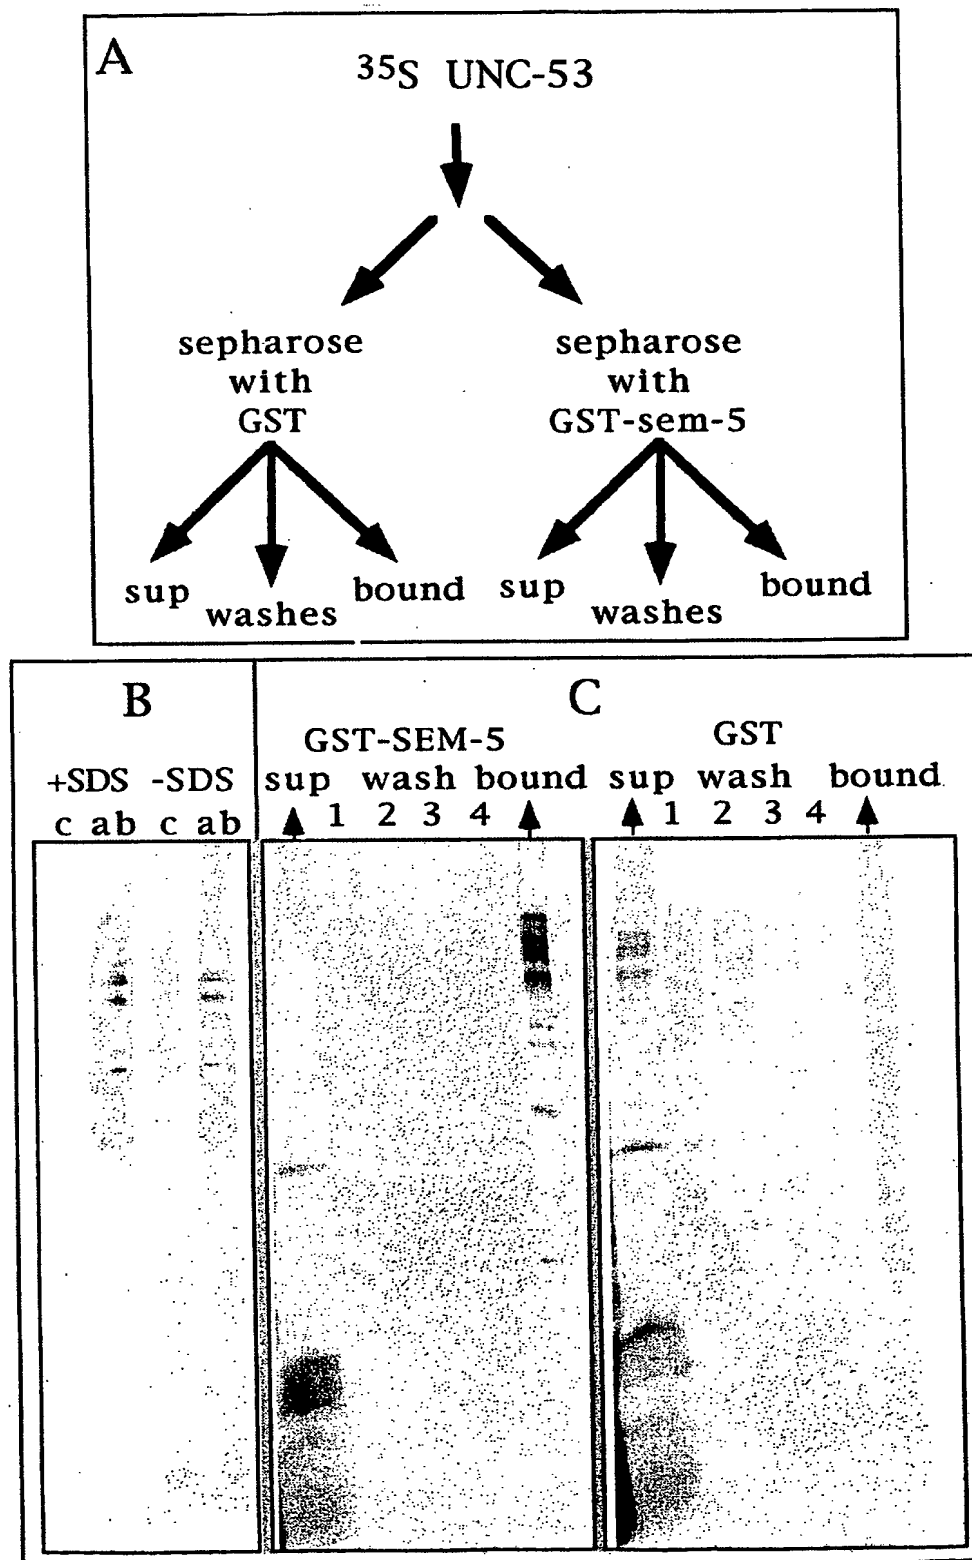 A
35S UNC-53
sepharose with GST
sepharose with GST-sem-5
sup washes bound
sup washes bound
B
+SDS -SDS
c ab c ab
C
GST-SEM-5
sup wash bound
1 2 3 4
GST
sup wash bound
1 2 3 4